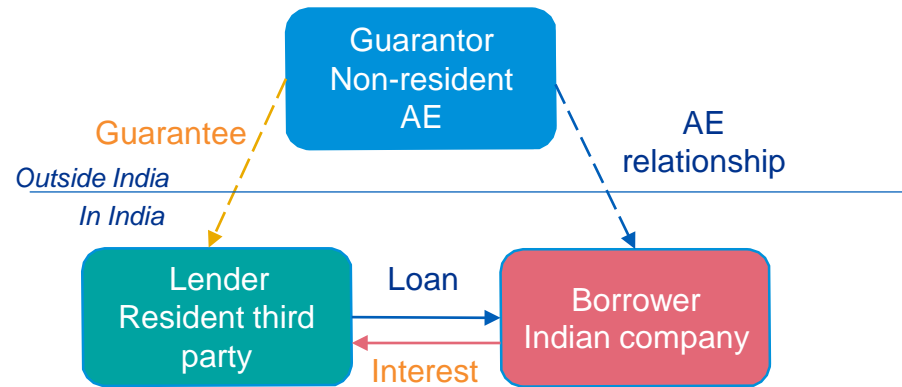 Guarantor
Non-resident
AE
Guarantee
AE
relationship
Outside India
In India
Lender
Resident third
party
Loan
Interest
Borrower
Indian company